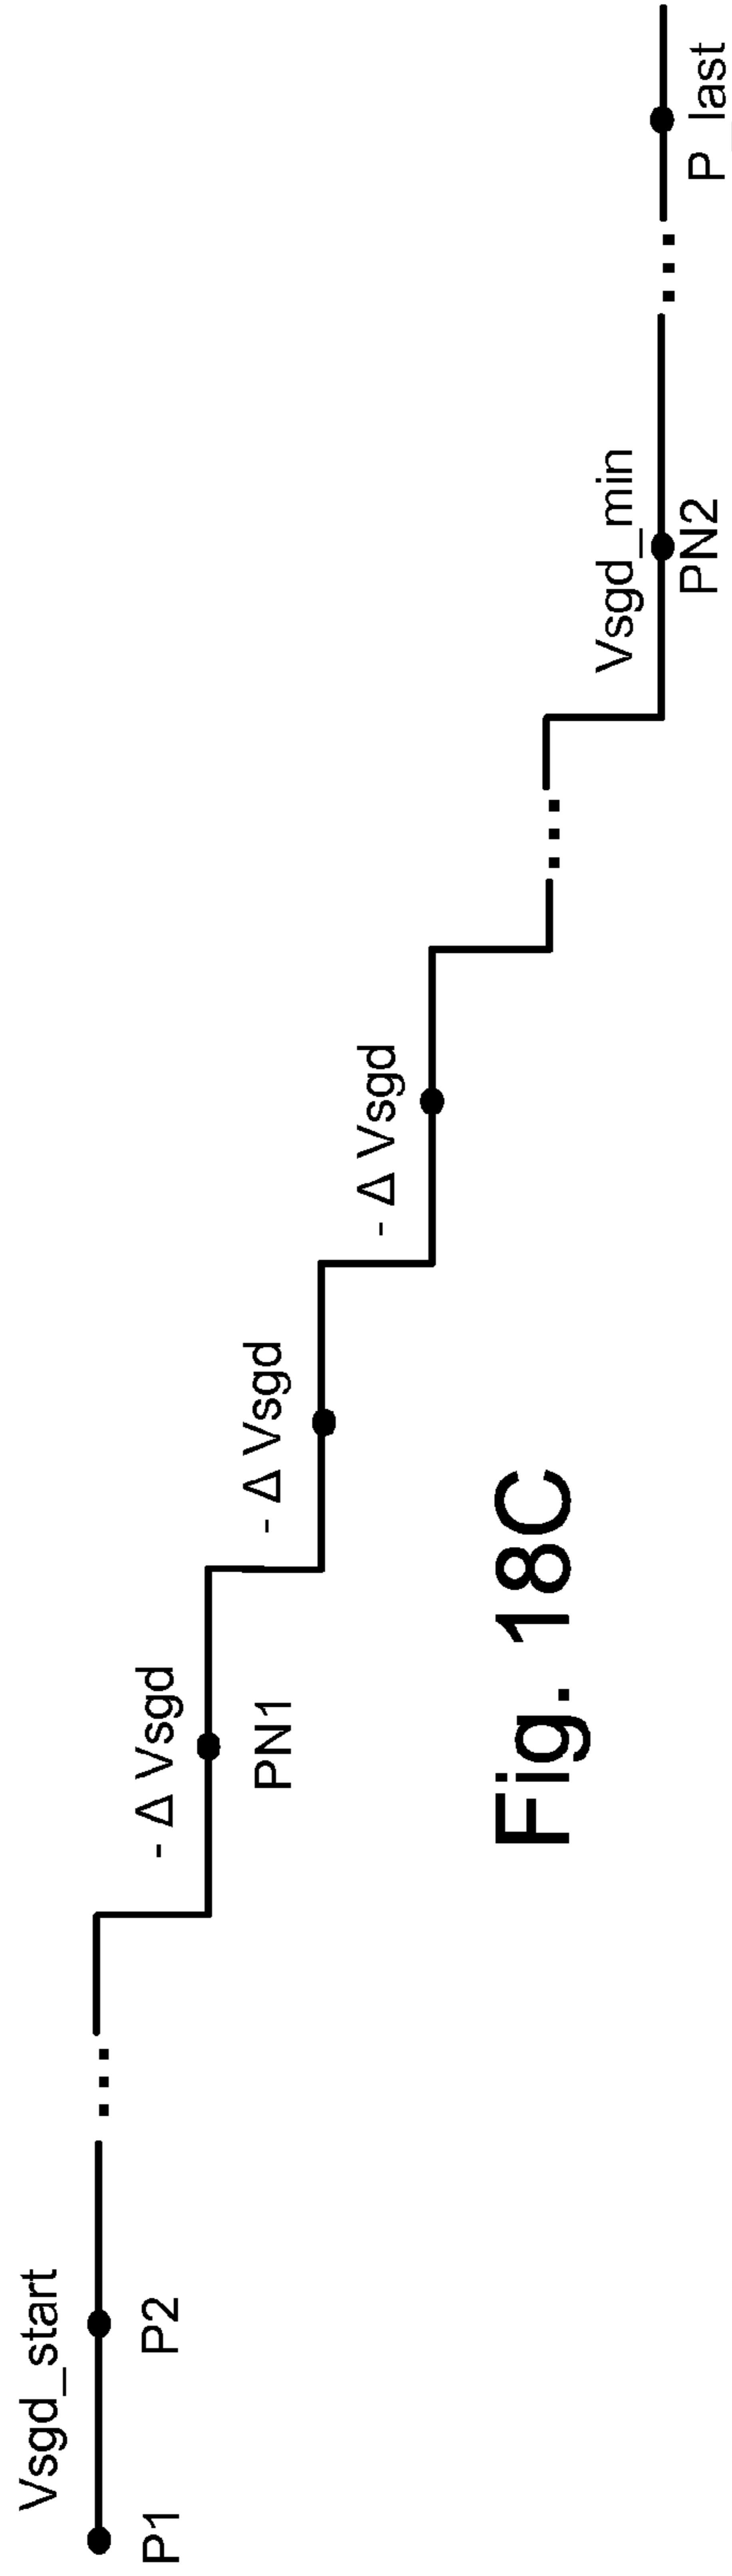 Vsgd_start
P1
P2
- Δ Vsgd
PN1
- Δ Vsgd
- Δ Vsgd
Vsgd_min
PN2
P_last
Fig. 18C